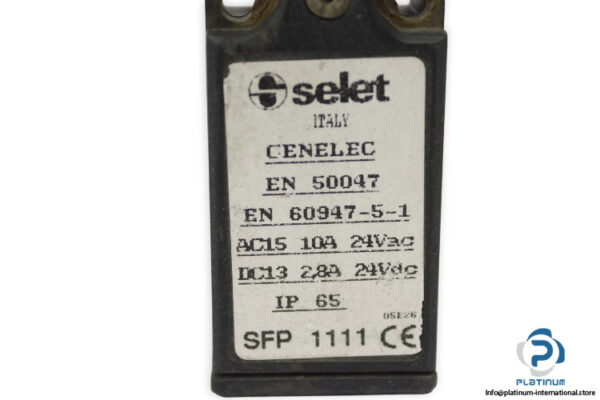 selet
ITALY
CENELEC
EN 50047
EN 60947-5-1
AC15 10A 24Vac
DC13 2,8A 24Vdc
IP 65
05E26
SFP 1111 CE
PLATINUM
Info@platinum-international.store